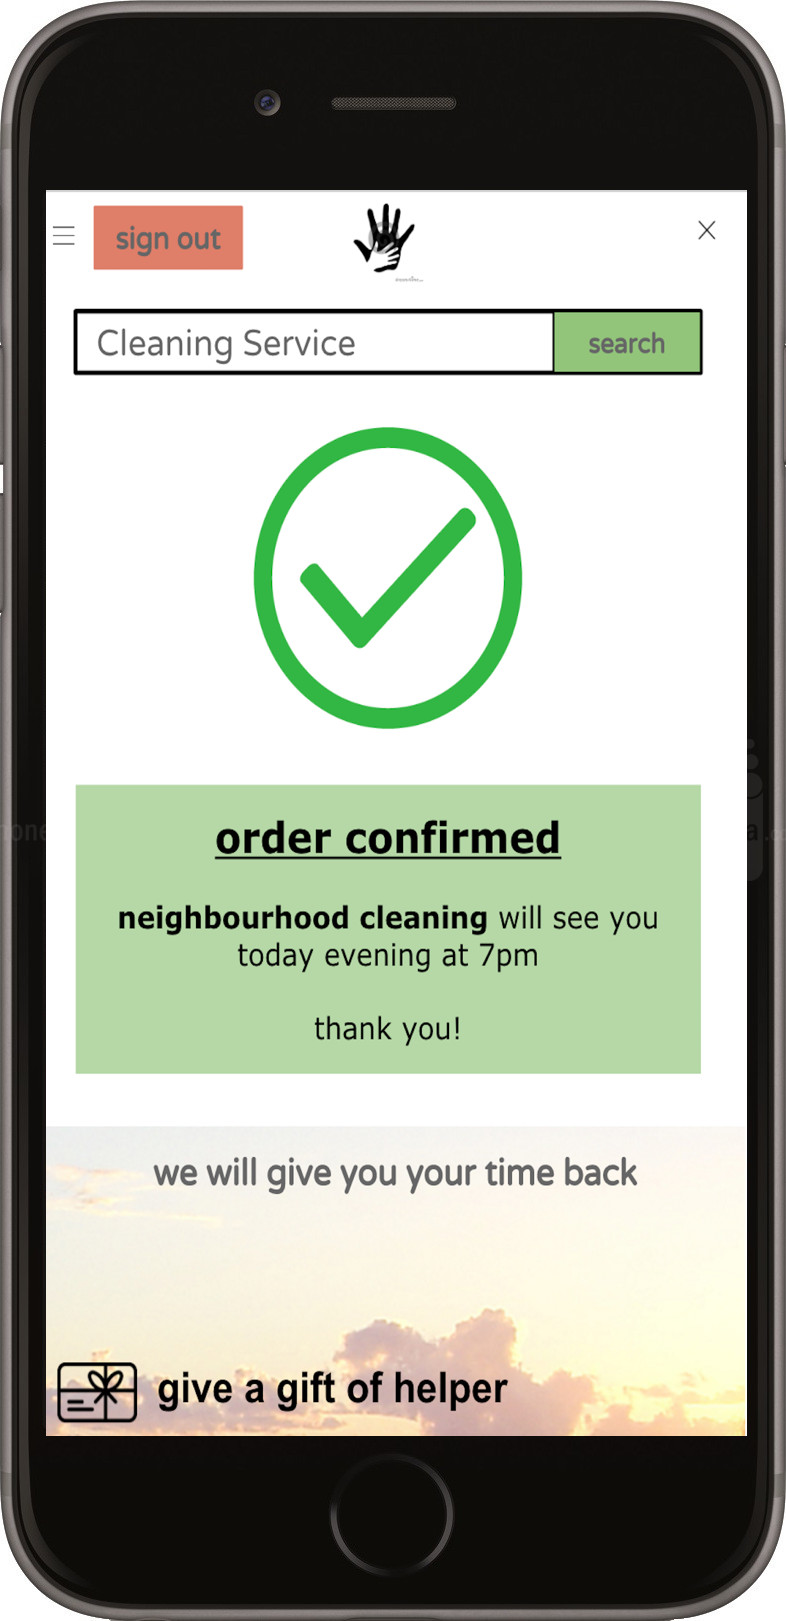 sign out
Cleaning Service
search
order confirmed
neighbourhood cleaning will see you
today evening at 7pm
thank you!
we will give you your time back
give a gift of helper